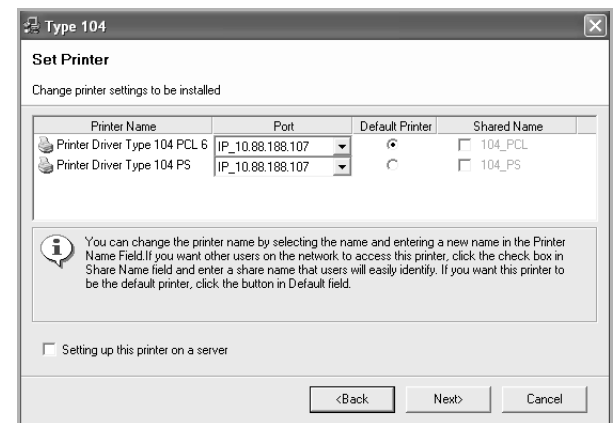 Type 104
Set Printer
Change printer settings to be installed
Printer Name Port Default Printer Shared Name
Printer Driver Type 104 PCL 6 IP_10.88.188.107 104_PCL
Printer Driver Type 104 PS IP_10.88.188.107 104_PS
You can change the printer name by selecting the name and entering a new name in the Printer
Name Field.If you want other users on the network to access this printer, click the check box in
Share Name field and enter a share name that users will easily identify. If you want this printer to
be the default printer, click the button in Default field.
Setting up this printer on a server
<Back Next> Cancel